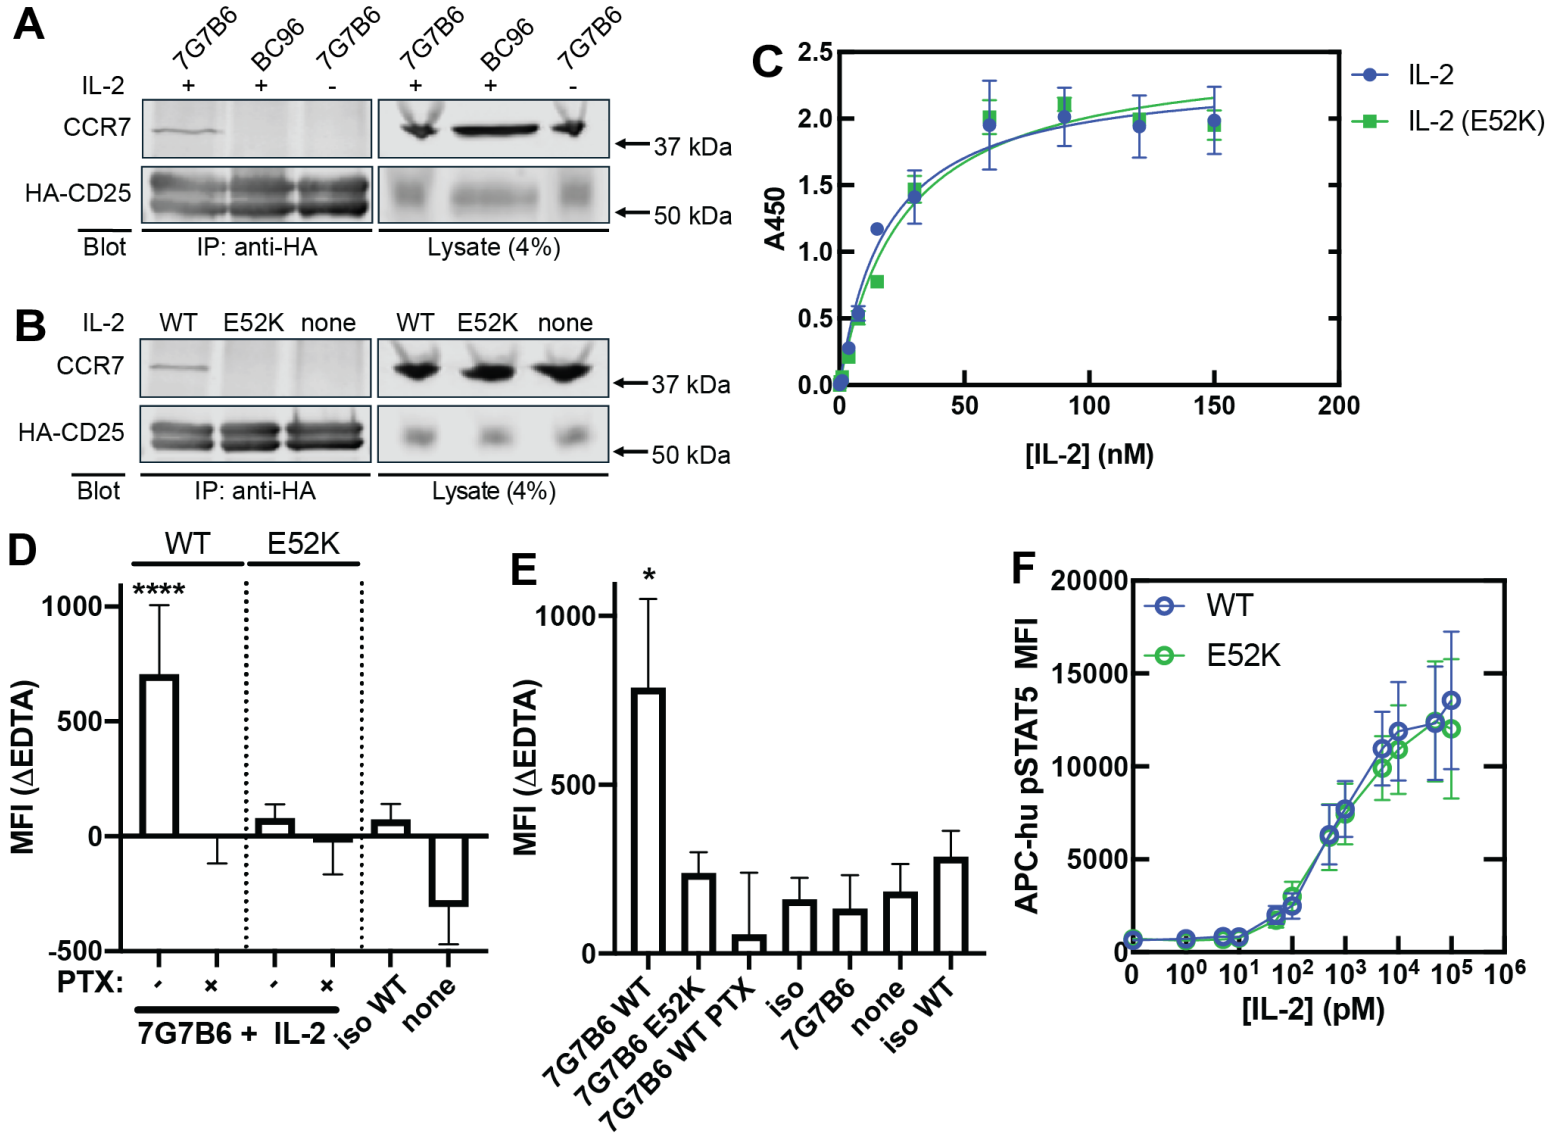 A
7G7B6 BC96 7G7B6 7G7B6 BC96 7G7B6
IL-2 + + - + + -
CCR7
37 kDa
HA-CD25
50 kDa
Blot IP: anti-HA Lysate (4%)
B
IL-2 WT E52K none WT E52K none
CCR7
37 kDa
HA-CD25
50 kDa
Blot IP: anti-HA Lysate (4%)
C
2.5
2.0
1.5
1.0
0.5
0.0
A450
0 50 100 150 200
[IL-2] (nM)
IL-2
IL-2 (E52K)
D
WT E52K
****
1000
500
0
-500
MFI (ΔEDTA)
PTX: - + - + iso WT none
7G7B6 + IL-2
E
*
1000
500
0
MFI (ΔEDTA)
7G7B6 WT
7G7B6 E52K
7G7B6 WT PTX
iso
7G7B6
none
iso WT
F
20000
15000
10000
5000
0
APC-hu pSTAT5 MFI
WT
E52K
0 10⁰ 10¹ 10² 10³ 10⁴ 10⁵ 10⁶
[IL-2] (pM)